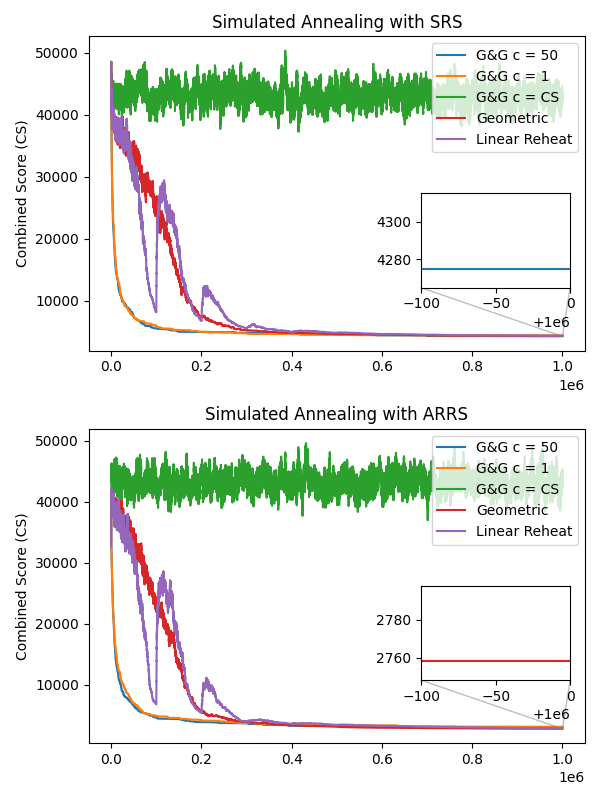 Simulated Annealing with SRS
Combined Score (CS)
50000
40000
30000
20000
10000
G&G c = 50
G&G c = 1
G&G c = CS
Geometric
Linear Reheat
4300
4280
−100 −50 0
+1e6
0.0 0.2 0.4 0.6 0.8 1.0
1e6
Simulated Annealing with ARRS
Combined Score (CS)
50000
40000
30000
20000
10000
G&G c = 50
G&G c = 1
G&G c = CS
Geometric
Linear Reheat
2780
2760
−100 −50 0
+1e6
0.0 0.2 0.4 0.6 0.8 1.0
1e6